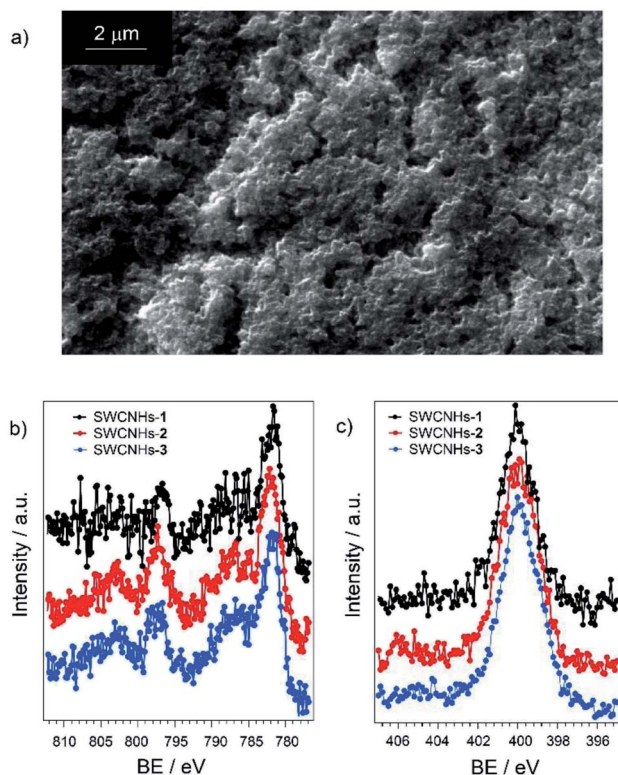 a)
2 μm
b)
SWCNHs-1
SWCNHs-2
SWCNHs-3
Intensity / a.u.
810 805 800 795 790 785 780
BE / eV
c)
SWCNHs-1
SWCNHs-2
SWCNHs-3
Intensity / a.u.
406 404 402 400 398 396
BE / eV